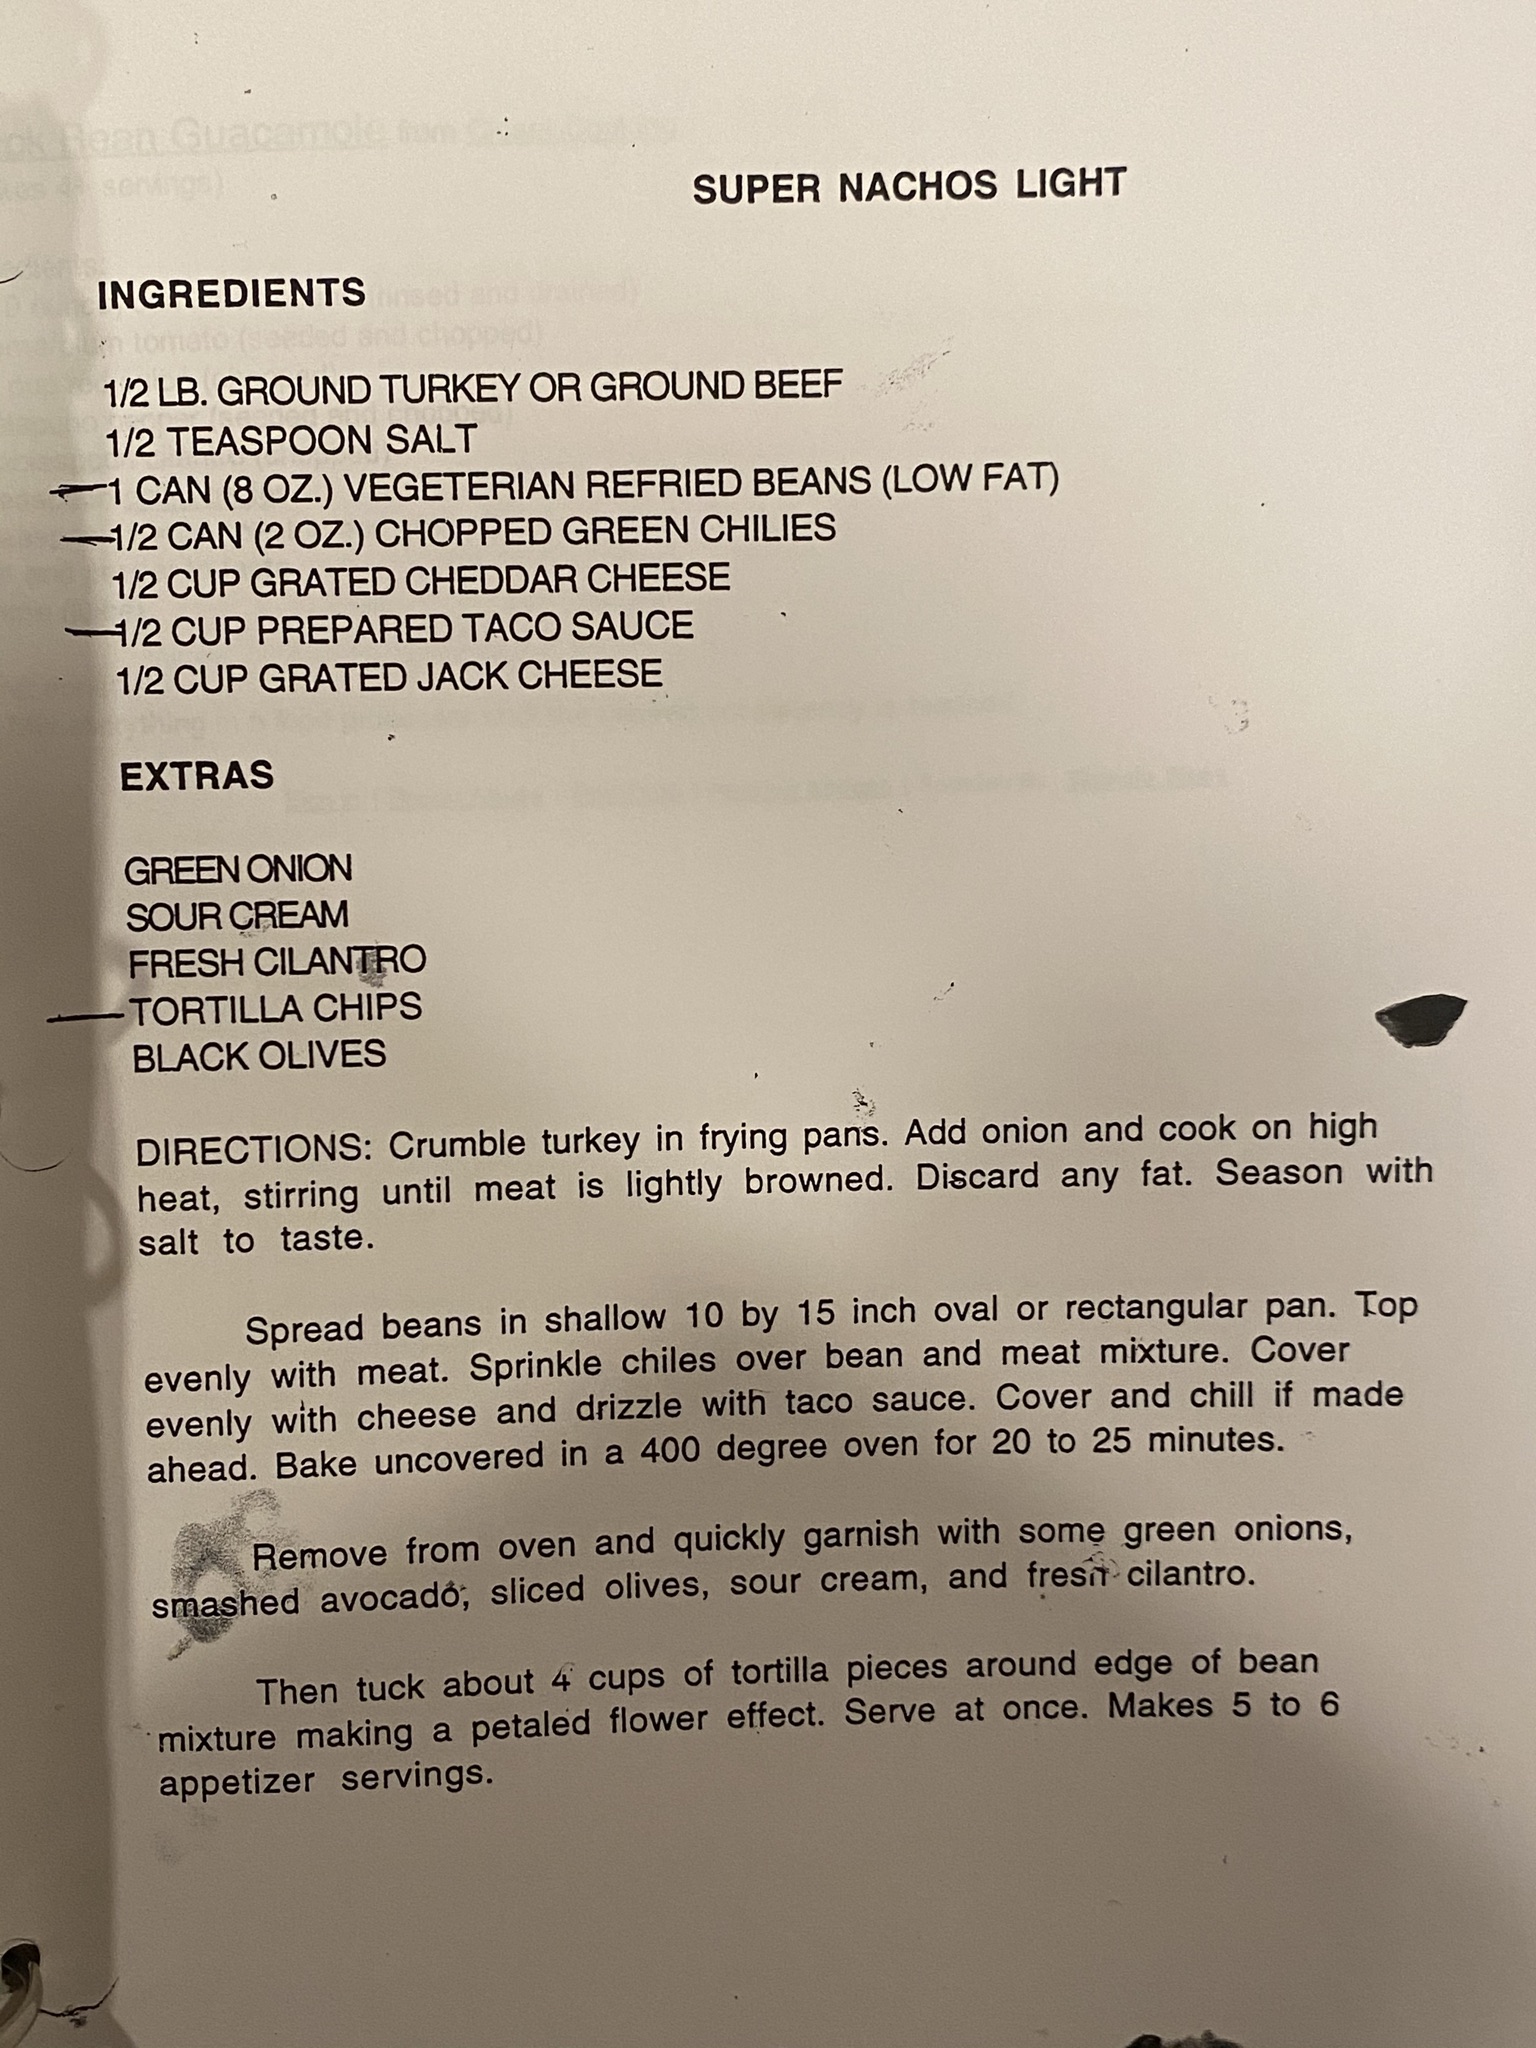 SUPER NACHOS LIGHT
INGREDIENTS
1/2 LB. GROUND TURKEY OR GROUND BEEF
1/2 TEASPOON SALT
1 CAN (8 OZ.) VEGETERIAN REFRIED BEANS (LOW FAT)
1/2 CAN (2 OZ.) CHOPPED GREEN CHILIES
1/2 CUP GRATED CHEDDAR CHEESE
1/2 CUP PREPARED TACO SAUCE
1/2 CUP GRATED JACK CHEESE
EXTRAS
GREEN ONION
SOUR CREAM
FRESH CILANTRO
TORTILLA CHIPS
BLACK OLIVES
DIRECTIONS: Crumble turkey in frying pans. Add onion and cook on high
heat, stirring until meat is lightly browned. Discard any fat. Season with
salt to taste.
Spread beans in shallow 10 by 15 inch oval or rectangular pan. Top
evenly with meat. Sprinkle chiles over bean and meat mixture. Cover
evenly with cheese and drizzle with taco sauce. Cover and chill if made
ahead. Bake uncovered in a 400 degree oven for 20 to 25 minutes.
Remove from oven and quickly garnish with some green onions,
smashed avocado, sliced olives, sour cream, and fresh cilantro.
Then tuck about 4 cups of tortilla pieces around edge of bean
mixture making a petaled flower effect. Serve at once. Makes 5 to 6
appetizer servings.